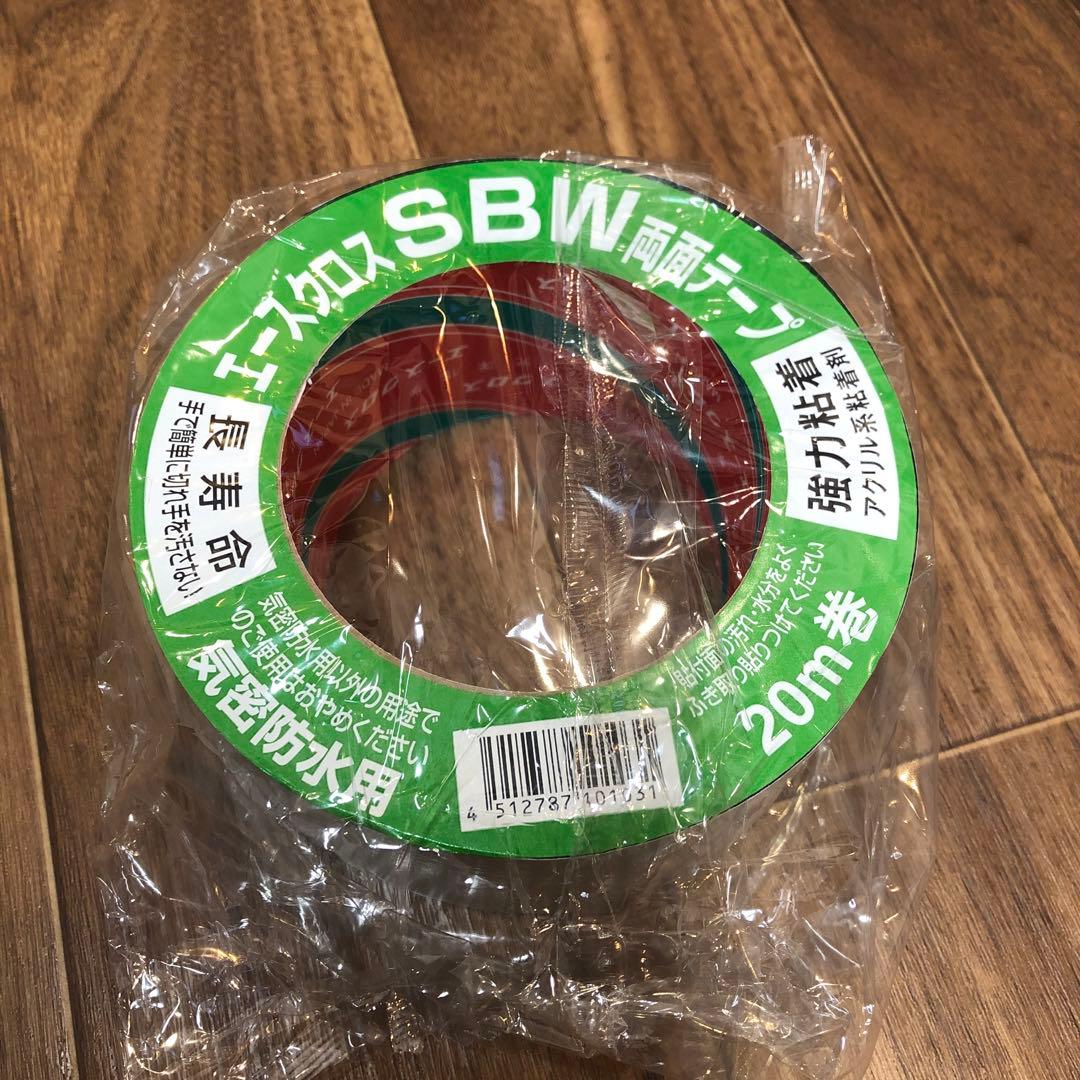 エースクロスSBW両面テープ
長寿命
手で簡単に切れ手を汚さない
強力粘着
アクリル系粘着剤
気密防水用以外の用途で
のご使用はおやめください
気密防水用
貼付面の汚れ・水分をよく
ふき取り貼りつけてください
20m巻
4 512787 101031